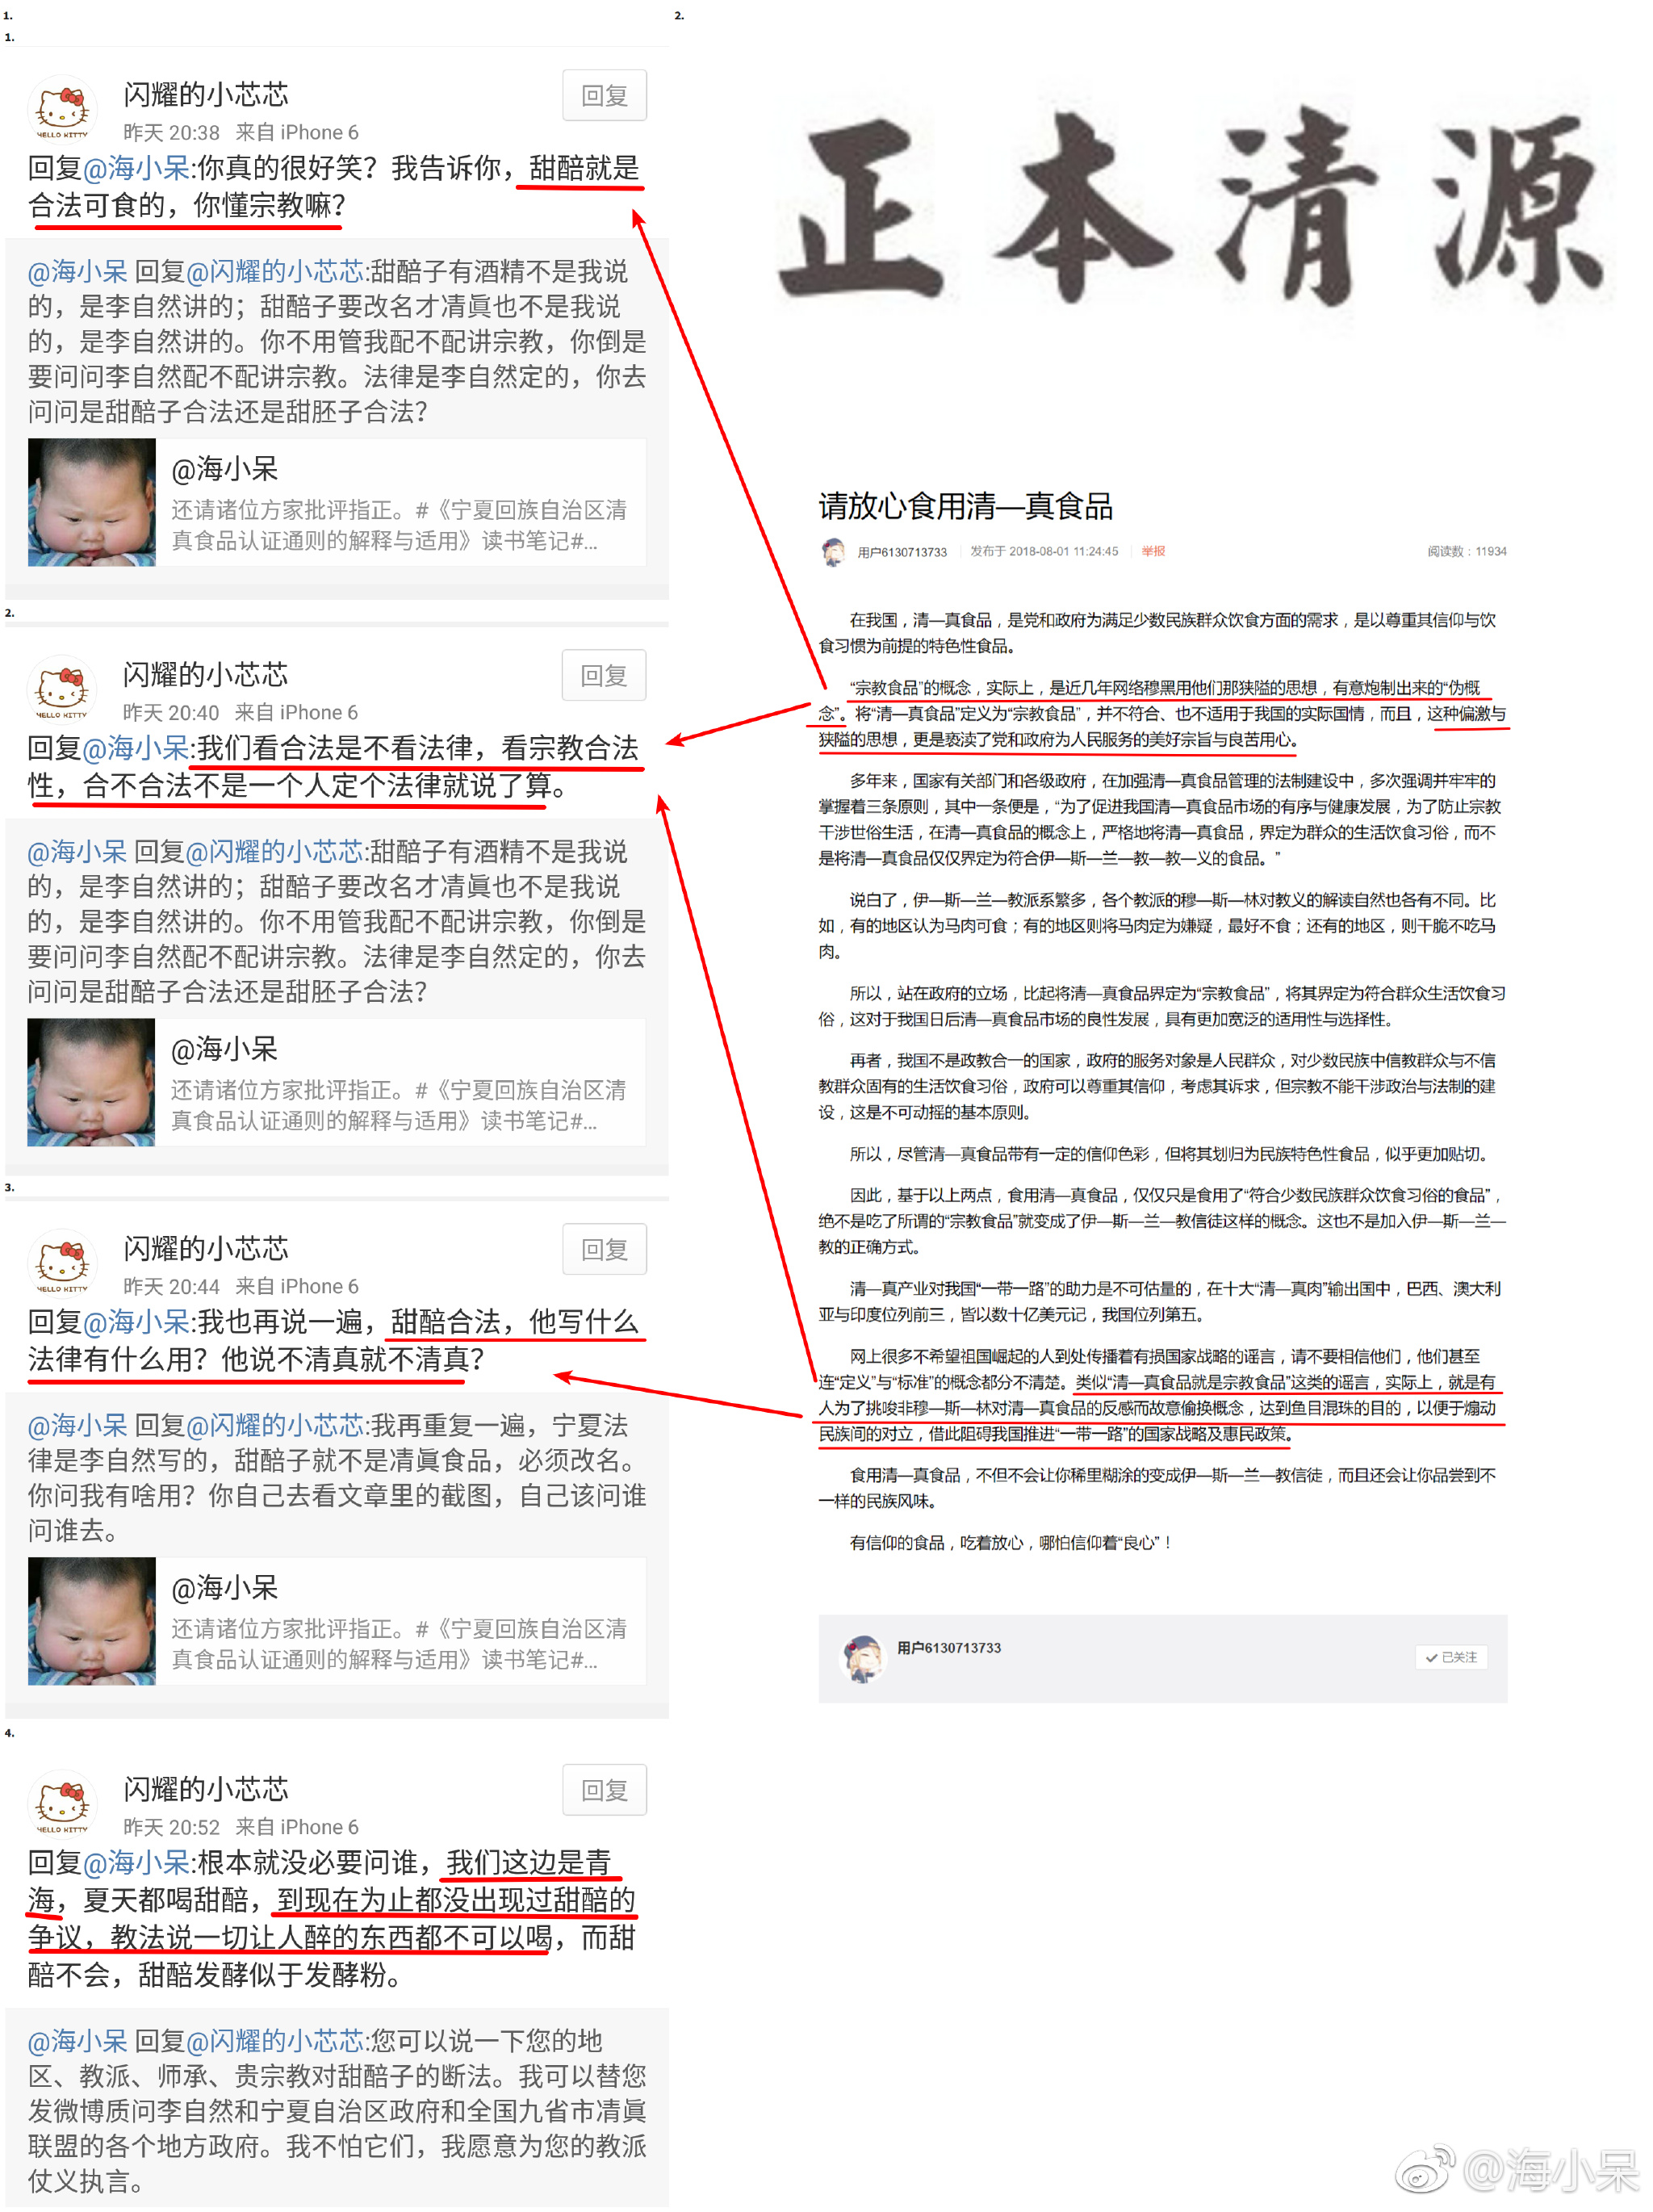 1.
1.
闪耀的小芯芯
回复
昨天 20:38 来自 iPhone 6
回复@海小呆:你真的很好笑？我告诉你，甜醅就是
合法可食的，你懂宗教嘛？
@海小呆 回复@闪耀的小芯芯:甜醅子有酒精不是我说
的，是李自然讲的；甜醅子要改名才凊眞也不是我说
的，是李自然讲的。你不用管我配不配讲宗教，你倒是
要问问李自然配不配讲宗教。法律是李自然定的，你去
问问是甜醅子合法还是甜胚子合法？
@海小呆
还请诸位方家批评指正。#《宁夏回族自治区清
真食品认证通则的解释与适用》读书笔记#...
2.
闪耀的小芯芯
回复
昨天 20:40 来自 iPhone 6
回复@海小呆:我们看合法是不看法律，看宗教合法
性，合不合法不是一个人定个法律就说了算。
@海小呆 回复@闪耀的小芯芯:甜醅子有酒精不是我说
的，是李自然讲的；甜醅子要改名才凊眞也不是我说
的，是李自然讲的。你不用管我配不配讲宗教，你倒是
要问问李自然配不配讲宗教。法律是李自然定的，你去
问问是甜醅子合法还是甜胚子合法？
@海小呆
还请诸位方家批评指正。#《宁夏回族自治区清
真食品认证通则的解释与适用》读书笔记#...
3.
闪耀的小芯芯
回复
昨天 20:44 来自 iPhone 6
回复@海小呆:我也再说一遍，甜醅合法，他写什么
法律有什么用？他说不清真就不清真？
@海小呆 回复@闪耀的小芯芯:我再重复一遍，宁夏法
律是李自然写的，甜醅子就不是凊眞食品，必须改名。
你问我有啥用？你自己去看文章里的截图，自己该问谁
问谁去。
@海小呆
还请诸位方家批评指正。#《宁夏回族自治区清
真食品认证通则的解释与适用》读书笔记#...
4.
闪耀的小芯芯
回复
昨天 20:52 来自 iPhone 6
回复@海小呆:根本就没必要问谁，我们这边是青
海，夏天都喝甜醅，到现在为止都没出现过甜醅的
争议，教法说一切让人醉的东西都不可以喝，而甜
醅不会，甜醅发酵似于发酵粉。
@海小呆 回复@闪耀的小芯芯:您可以说一下您的地
区、教派、师承、贵宗教对甜醅子的断法。我可以替您
发微博质问李自然和宁夏自治区政府和全国九省市凊眞
联盟的各个地方政府。我不怕它们，我愿意为您的教派
仗义执言。
2.
正本清源
请放心食用清—真食品
用户6130713733 发布于 2018-08-01 11:24:45 举报 阅读数：11934
在我国，清—真食品，是党和政府为满足少数民族群众饮食方面的需求，是以尊重其信仰与饮
食习惯为前提的特色性食品。
“宗教食品”的概念，实际上，是近几年网络穆黑用他们那狭隘的思想，有意炮制出来的“伪概
念”。将“清—真食品”定义为“宗教食品”，并不符合、也不适用于我国的实际国情，而且，这种偏激与
狭隘的思想，更是亵渎了党和政府为人民服务的美好宗旨与良苦用心。
多年来，国家有关部门和各级政府，在加强清—真食品管理的法制建设中，多次强调并牢牢的
掌握着三条原则，其中一条便是，“为了促进我国清—真食品市场的有序与健康发展，为了防止宗教
干涉世俗生活，在清—真食品的概念上，严格地将清—真食品，界定为群众的生活饮食习俗，而不
是将清—真食品仅仅界定为符合伊—斯—兰—教—教—义的食品。”
说白了，伊—斯—兰—教派系繁多，各个教派的穆—斯—林对教义的解读自然也各有不同。比
如，有的地区认为马肉可食；有的地区则将马肉定为嫌疑，最好不食；还有的地区，则干脆不吃马
肉。
所以，站在政府的立场，比起将清—真食品界定为“宗教食品”，将其界定为符合群众生活饮食习
俗，这对于我国日后清—真食品市场的良性发展，具有更加宽泛的适用性与选择性。
再者，我国不是政教合一的国家，政府的服务对象是人民群众，对少数民族中信教群众与不信
教群众固有的生活饮食习俗，政府可以尊重其信仰，考虑其诉求，但宗教不能干涉政治与法制的建
设，这是不可动摇的基本原则。
所以，尽管清—真食品带有一定的信仰色彩，但将其划归为民族特色性食品，似乎更加贴切。
因此，基于以上两点，食用清—真食品，仅仅只是食用了“符合少数民族群众饮食习俗的食品”，
绝不是吃了所谓的“宗教食品”就变成了伊—斯—兰—教信徒这样的概念。这也不是加入伊—斯—兰—
教的正确方式。
清—真产业对我国“一带一路”的助力是不可估量的，在十大“清—真肉”输出国中，巴西、澳大利
亚与印度位列前三，皆以数十亿美元记，我国位列第五。
网上很多不希望祖国崛起的人到处传播着有损国家战略的谣言，请不要相信他们，他们甚至
连“定义”与“标准”的概念都分不清楚。类似“清—真食品就是宗教食品”这类的谣言，实际上，就是有
人为了挑唆非穆—斯—林对清—真食品的反感而故意偷换概念，达到鱼目混珠的目的，以便于煽动
民族间的对立，借此阻碍我国推进“一带一路”的国家战略及惠民政策。
食用清—真食品，不但不会让你稀里糊涂的变成伊—斯—兰—教信徒，而且还会让你品尝到不
一样的民族风味。
有信仰的食品，吃着放心，哪怕信仰着“良心”！
用户6130713733
已关注
@海小呆